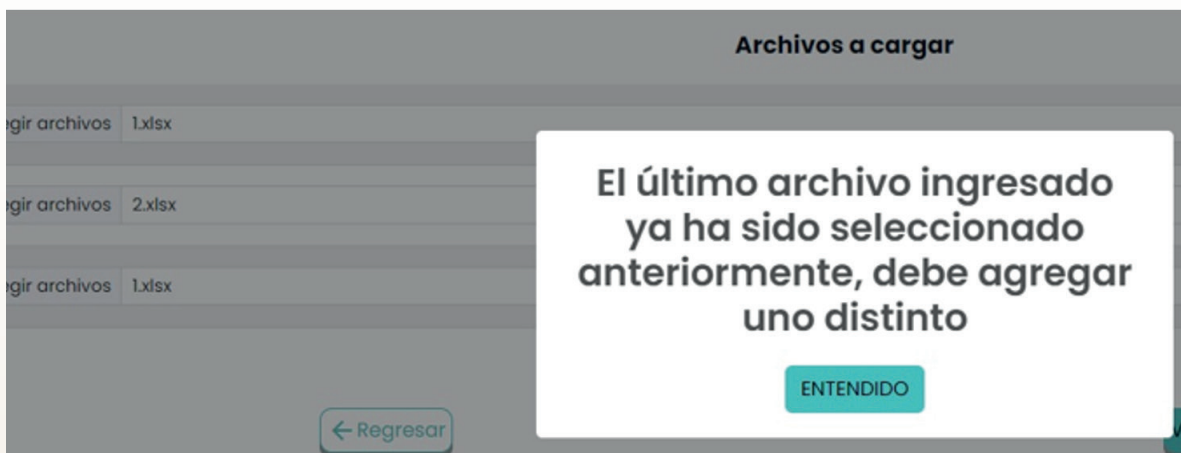 Archivos a cargar
egir archivos 1.xlsx
egir archivos 2.xlsx
egir archivos 1.xlsx
El último archivo ingresado
ya ha sido seleccionado
anteriormente, debe agregar
uno distinto
ENTENDIDO
← Regresar